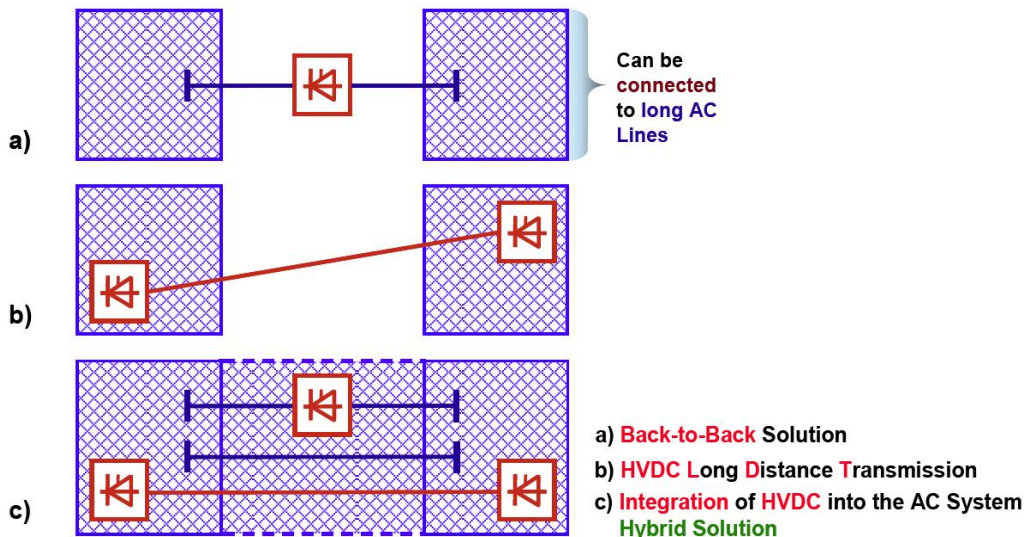 Can be
connected
to long AC
Lines
a)
b)
c)
a) Back-to-Back Solution
b) HVDC Long Distance Transmission
c) Integration of HVDC into the AC System
Hybrid Solution